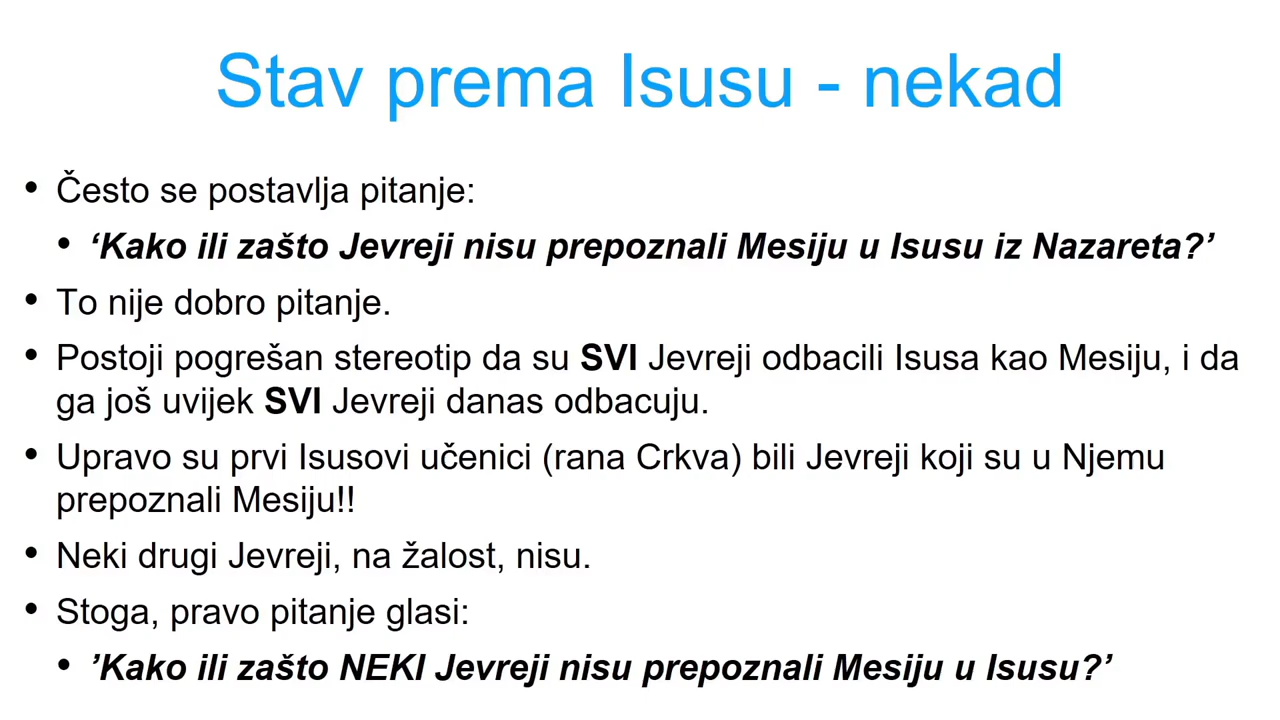 Stav prema Isusu - nekad
• Često se postavlja pitanje:
• ‘Kako ili zašto Jevreji nisu prepoznali Mesiju u Isusu iz Nazareta?’
• To nije dobro pitanje.
• Postoji pogrešan stereotip da su SVI Jevreji odbacili Isusa kao Mesiju, i da
ga još uvijek SVI Jevreji danas odbacuju.
• Upravo su prvi Isusovi učenici (rana Crkva) bili Jevreji koji su u Njemu
prepoznali Mesiju!!
• Neki drugi Jevreji, na žalost, nisu.
• Stoga, pravo pitanje glasi:
• ’Kako ili zašto NEKI Jevreji nisu prepoznali Mesiju u Isusu?’